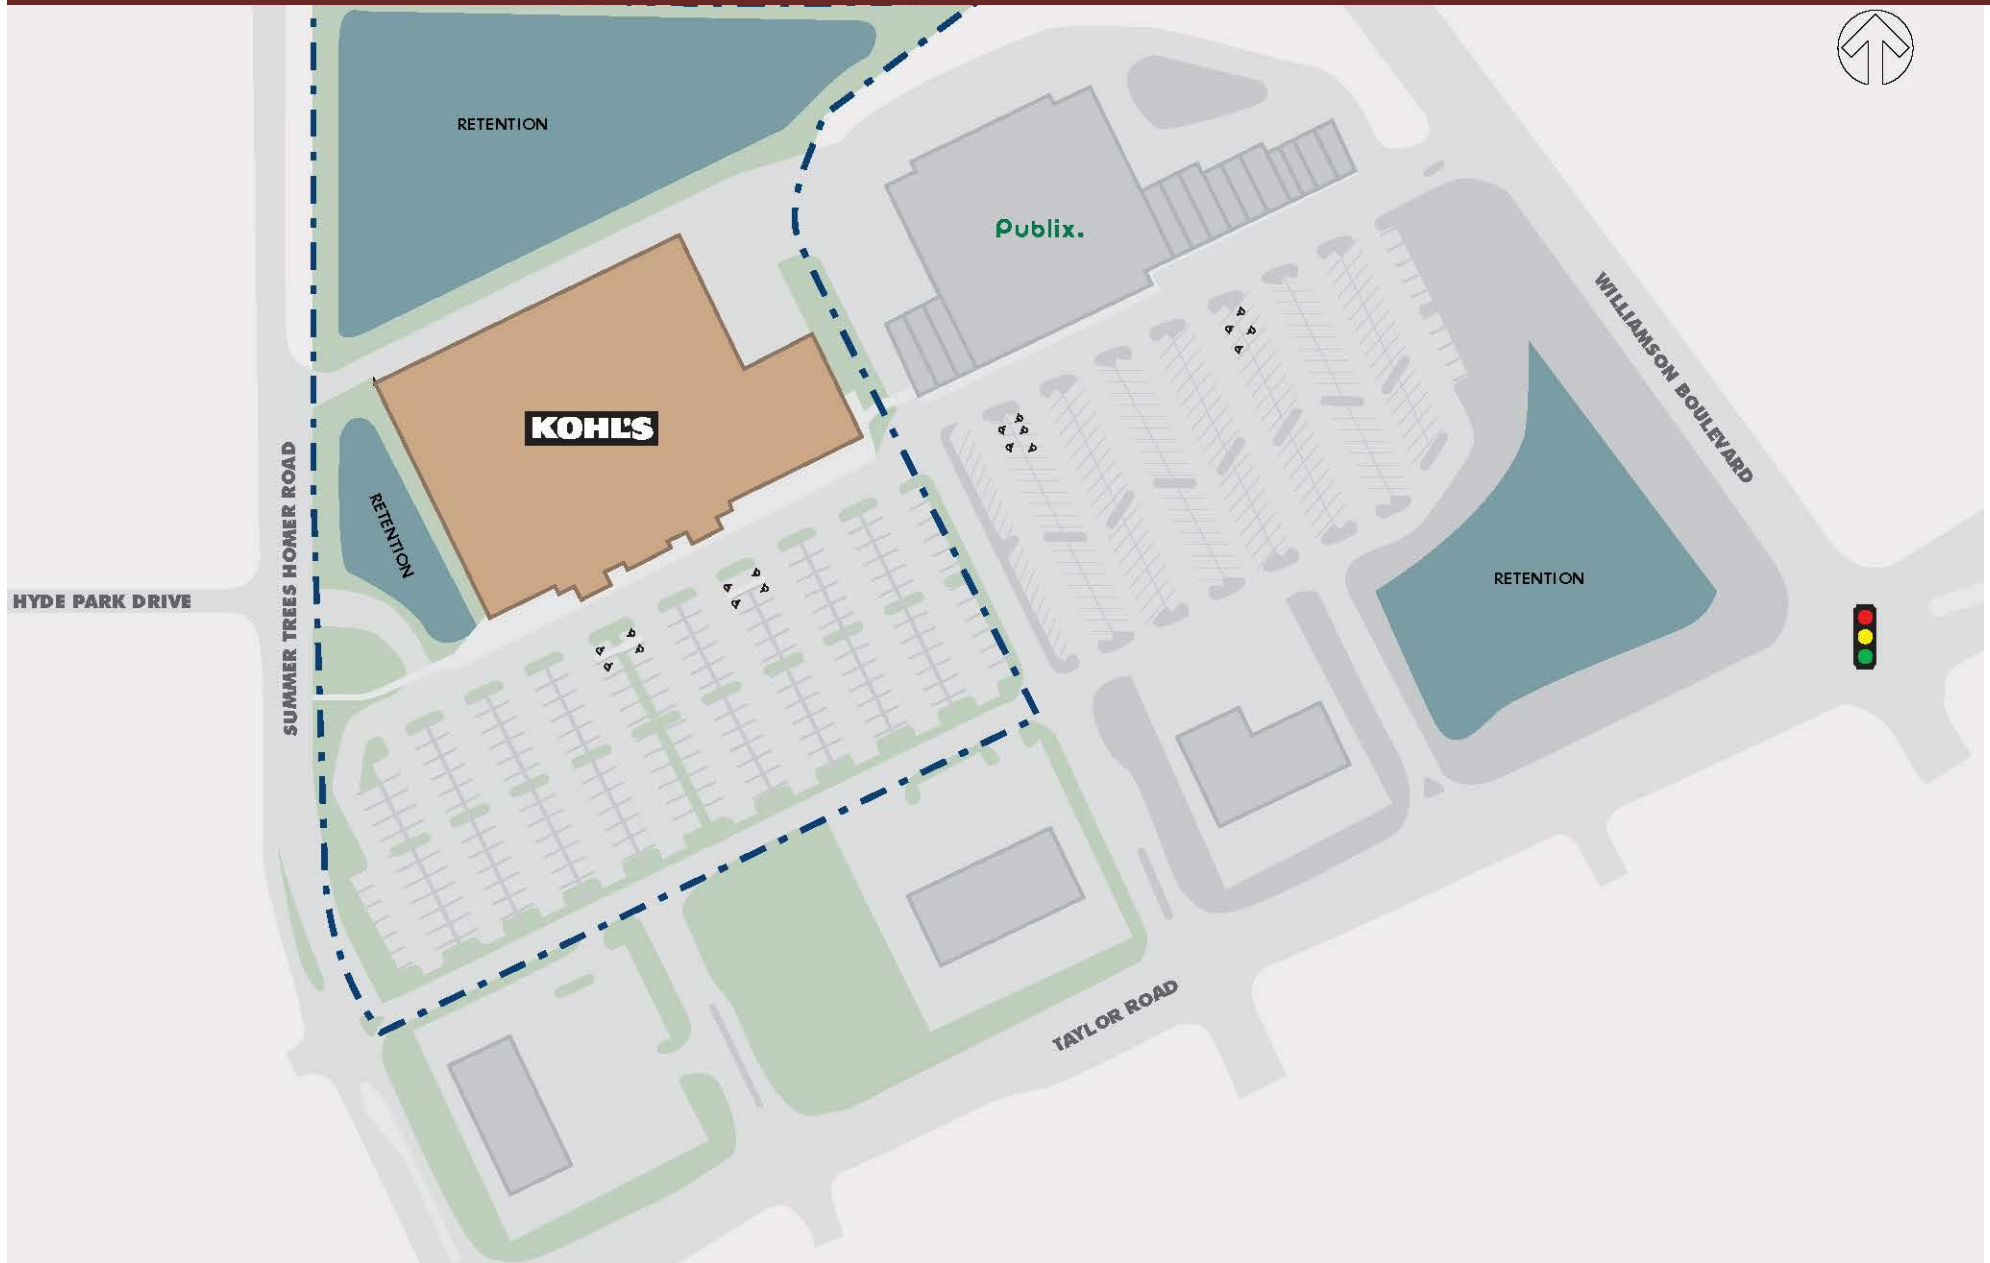 RETENTION
Publix.
WILLIAMSON BOULEVARD
KOHL'S
RETENTION
SUMMER TREES HOMER ROAD
HYDE PARK DRIVE
RETENTION
TAYLOR ROAD